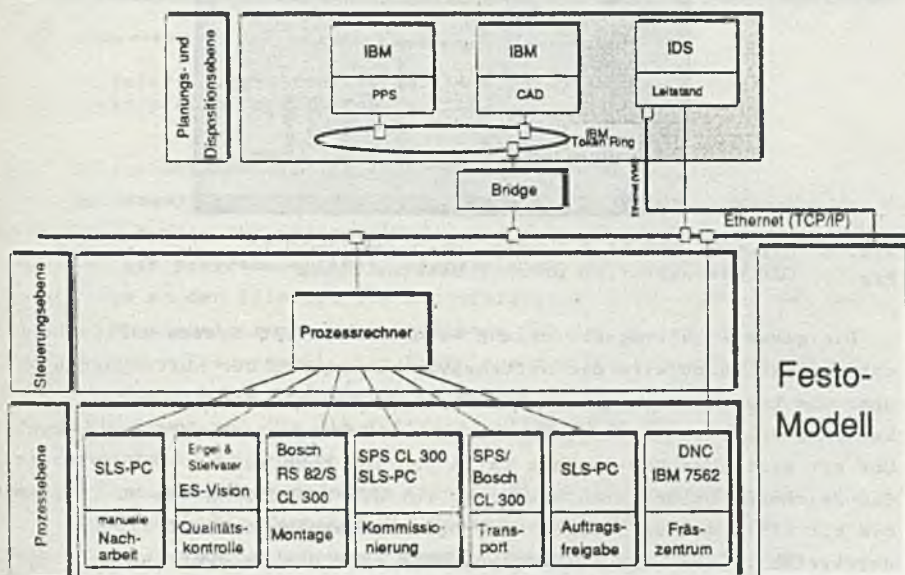 Planungs- und
Dispositionsebene
IBM
PPS
IBM
CAD
IDS
Leitstand
IBM
Token Ring
Bridge
Ethernet (TCP/IP)
Steuerungsebene
Prozessrechner
Festo-
Modell
Prozessebene
SLS-PC
manuelle
Nach-
arbeit
Engel &
Stiefvater
ES-Vision
Qualitäts-
kontrolle
Bosch
RS 82/S
CL 300
Montage
SPS CL 300
SLS-PC
Kommissio-
nierung
SPS/
Bosch
CL 300
Trans-
port
SLS-PC
Auftrags-
freigabe
DNC
IBM 7562
Fräs-
zentrum